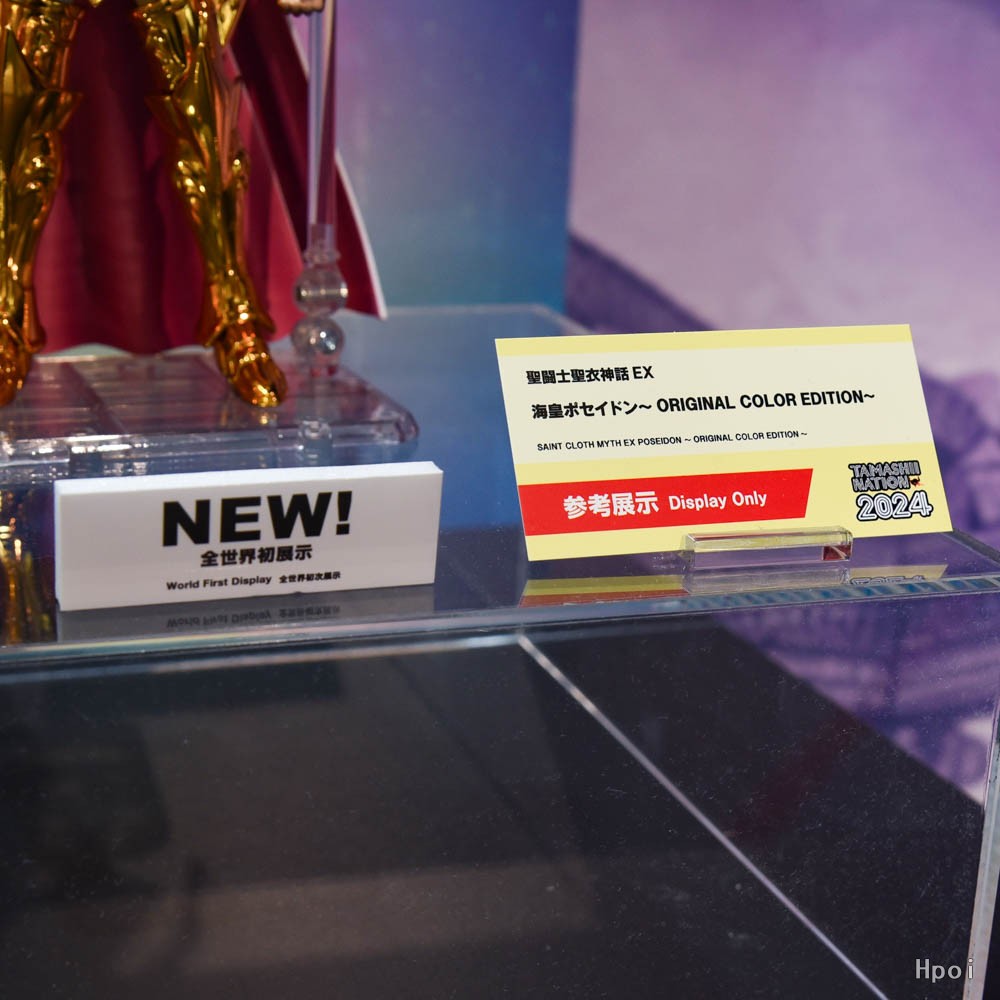 NEW!
全世界初展示
World First Display 全世界初次展示
聖闘士聖衣神話 EX
海皇ポセイドン～ ORIGINAL COLOR EDITION～
SAINT CLOTH MYTH EX POSEIDON ～ ORIGINAL COLOR EDITION ～
参考展示 Display Only
TAMASHII
NATION
2024
Hpoi